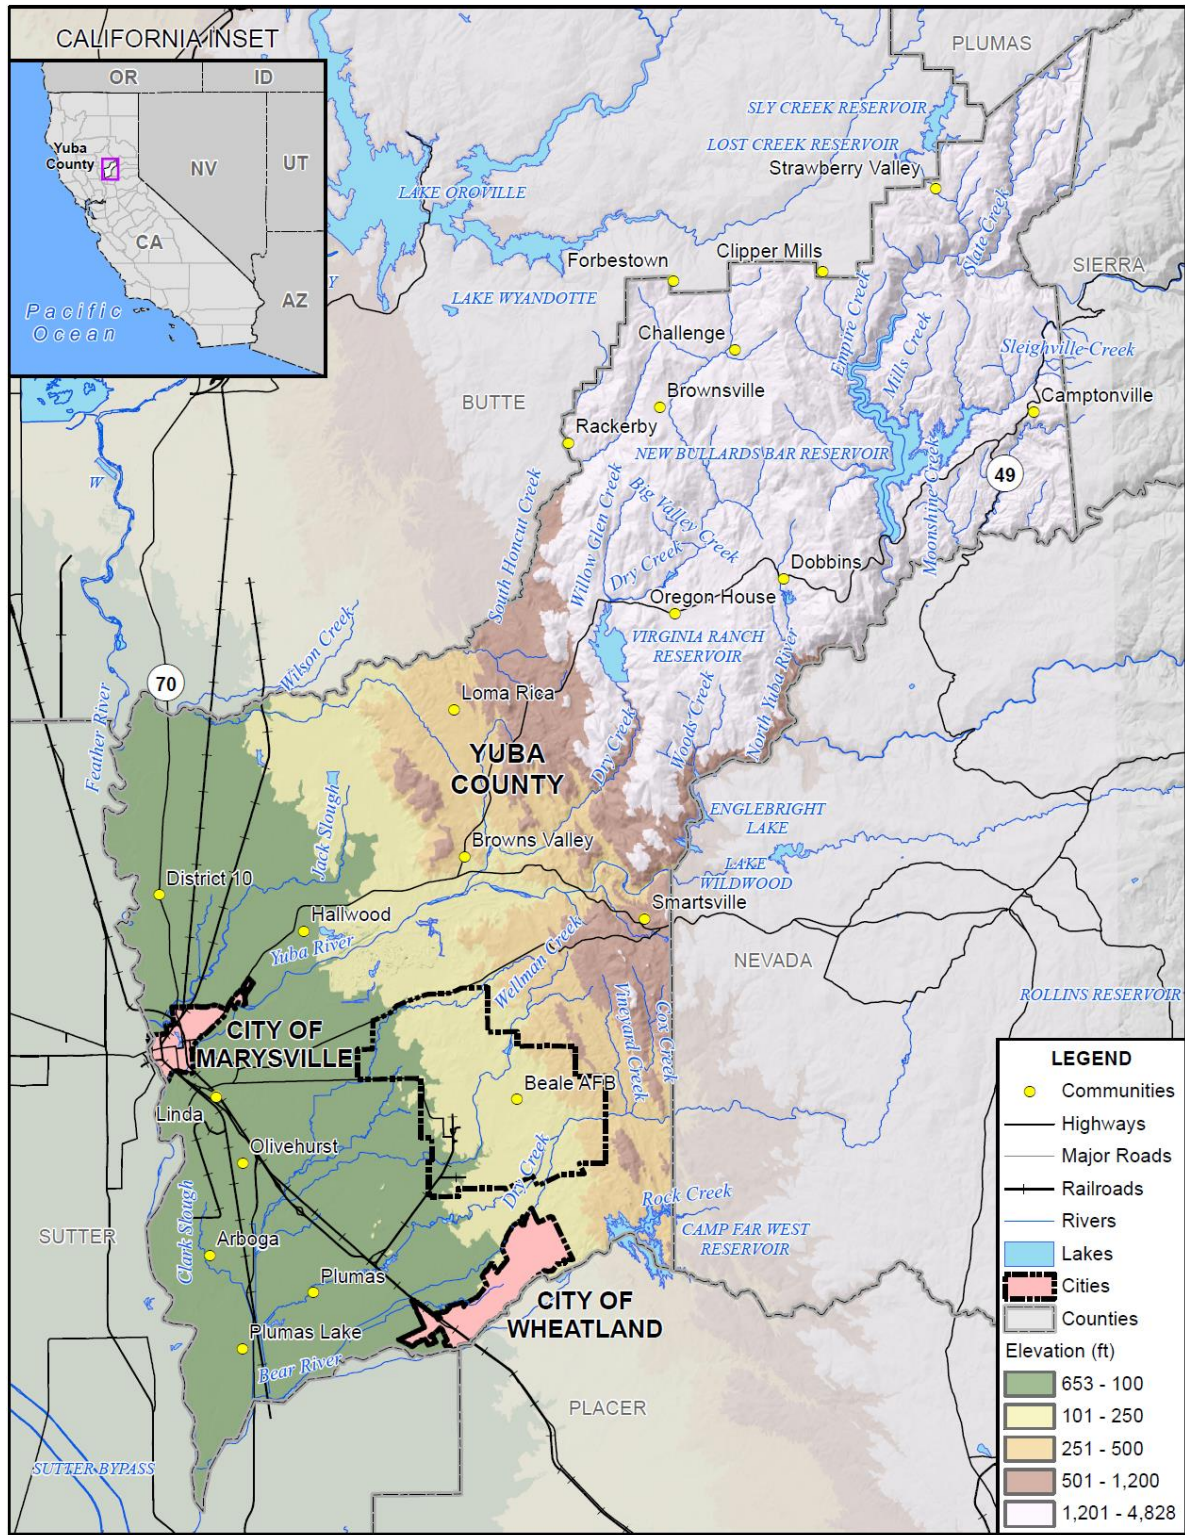 CALIFORNIA INSET
OR
ID
Yuba
County
NV
UT
CA
AZ
Pacific
Ocean
PLUMAS
SLY CREEK RESERVOIR
LOST CREEK RESERVOIR
Strawberry Valley
LAKE OROVILLE
Slate Creek
Forbestown
Clipper Mills
SIERRA
Y
LAKE WYANDOTTE
Empire Creek
Challenge
Mills Creek
Sleighville Creek
BUTTE
Brownsville
Camptonville
Rackerby
NEW BULLARDS BAR RESERVOIR
49
W
South Honcut Creek
Willow Glen Creek
Big Valley Creek
Moonshine Creek
Dry Creek
Dobbins
Oregon House
Wilson Creek
VIRGINIA RANCH
RESERVOIR
70
Feather River
Loma Rica
Woods Creek
North Yuba River
YUBA
COUNTY
Dry Creek
Jack Slough
ENGLEBRIGHT
LAKE
Browns Valley
LAKE
WILDWOOD
District 10
Hallwood
Smartsville
Yuba River
Wellman Creek
NEVADA
ROLLINS RESERVOIR
CITY OF
MARYSVILLE
Vineyard Creek
Cox Creek
Beale AFB
Linda
Olivehurst
Dry Creek
Clark Slough
Rock Creek
SUTTER
Arboga
CAMP FAR WEST
RESERVOIR
Plumas
CITY OF
WHEATLAND
Plumas Lake
Bear River
PLACER
SUTTER BYPASS
LEGEND
Communities
Highways
Major Roads
Railroads
Rivers
Lakes
Cities
Counties
Elevation (ft)
653 - 100
101 - 250
251 - 500
501 - 1,200
1,201 - 4,828